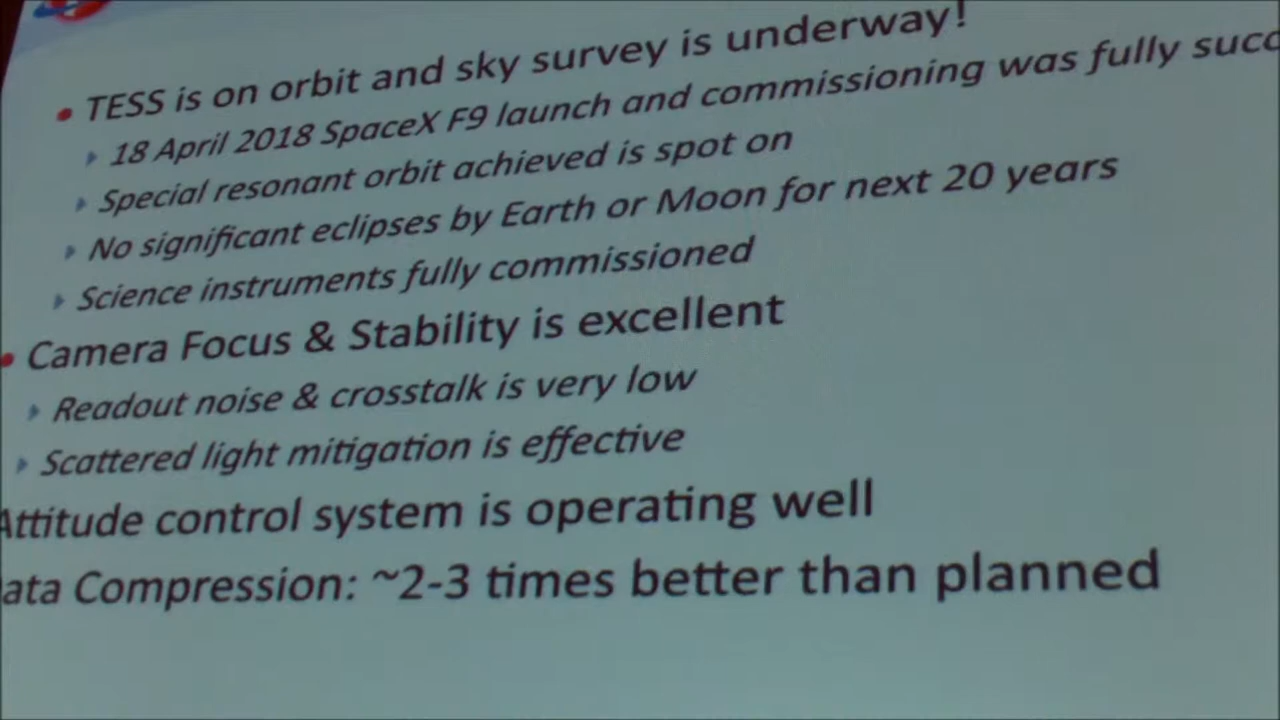 • TESS is on orbit and sky survey is underway!
18 April 2018 SpaceX F9 launch and commissioning was fully succ
Special resonant orbit achieved is spot on
No significant eclipses by Earth or Moon for next 20 years
Science instruments fully commissioned
• Camera Focus & Stability is excellent
Readout noise & crosstalk is very low
Scattered light mitigation is effective
Attitude control system is operating well
ata Compression: ~2-3 times better than planned